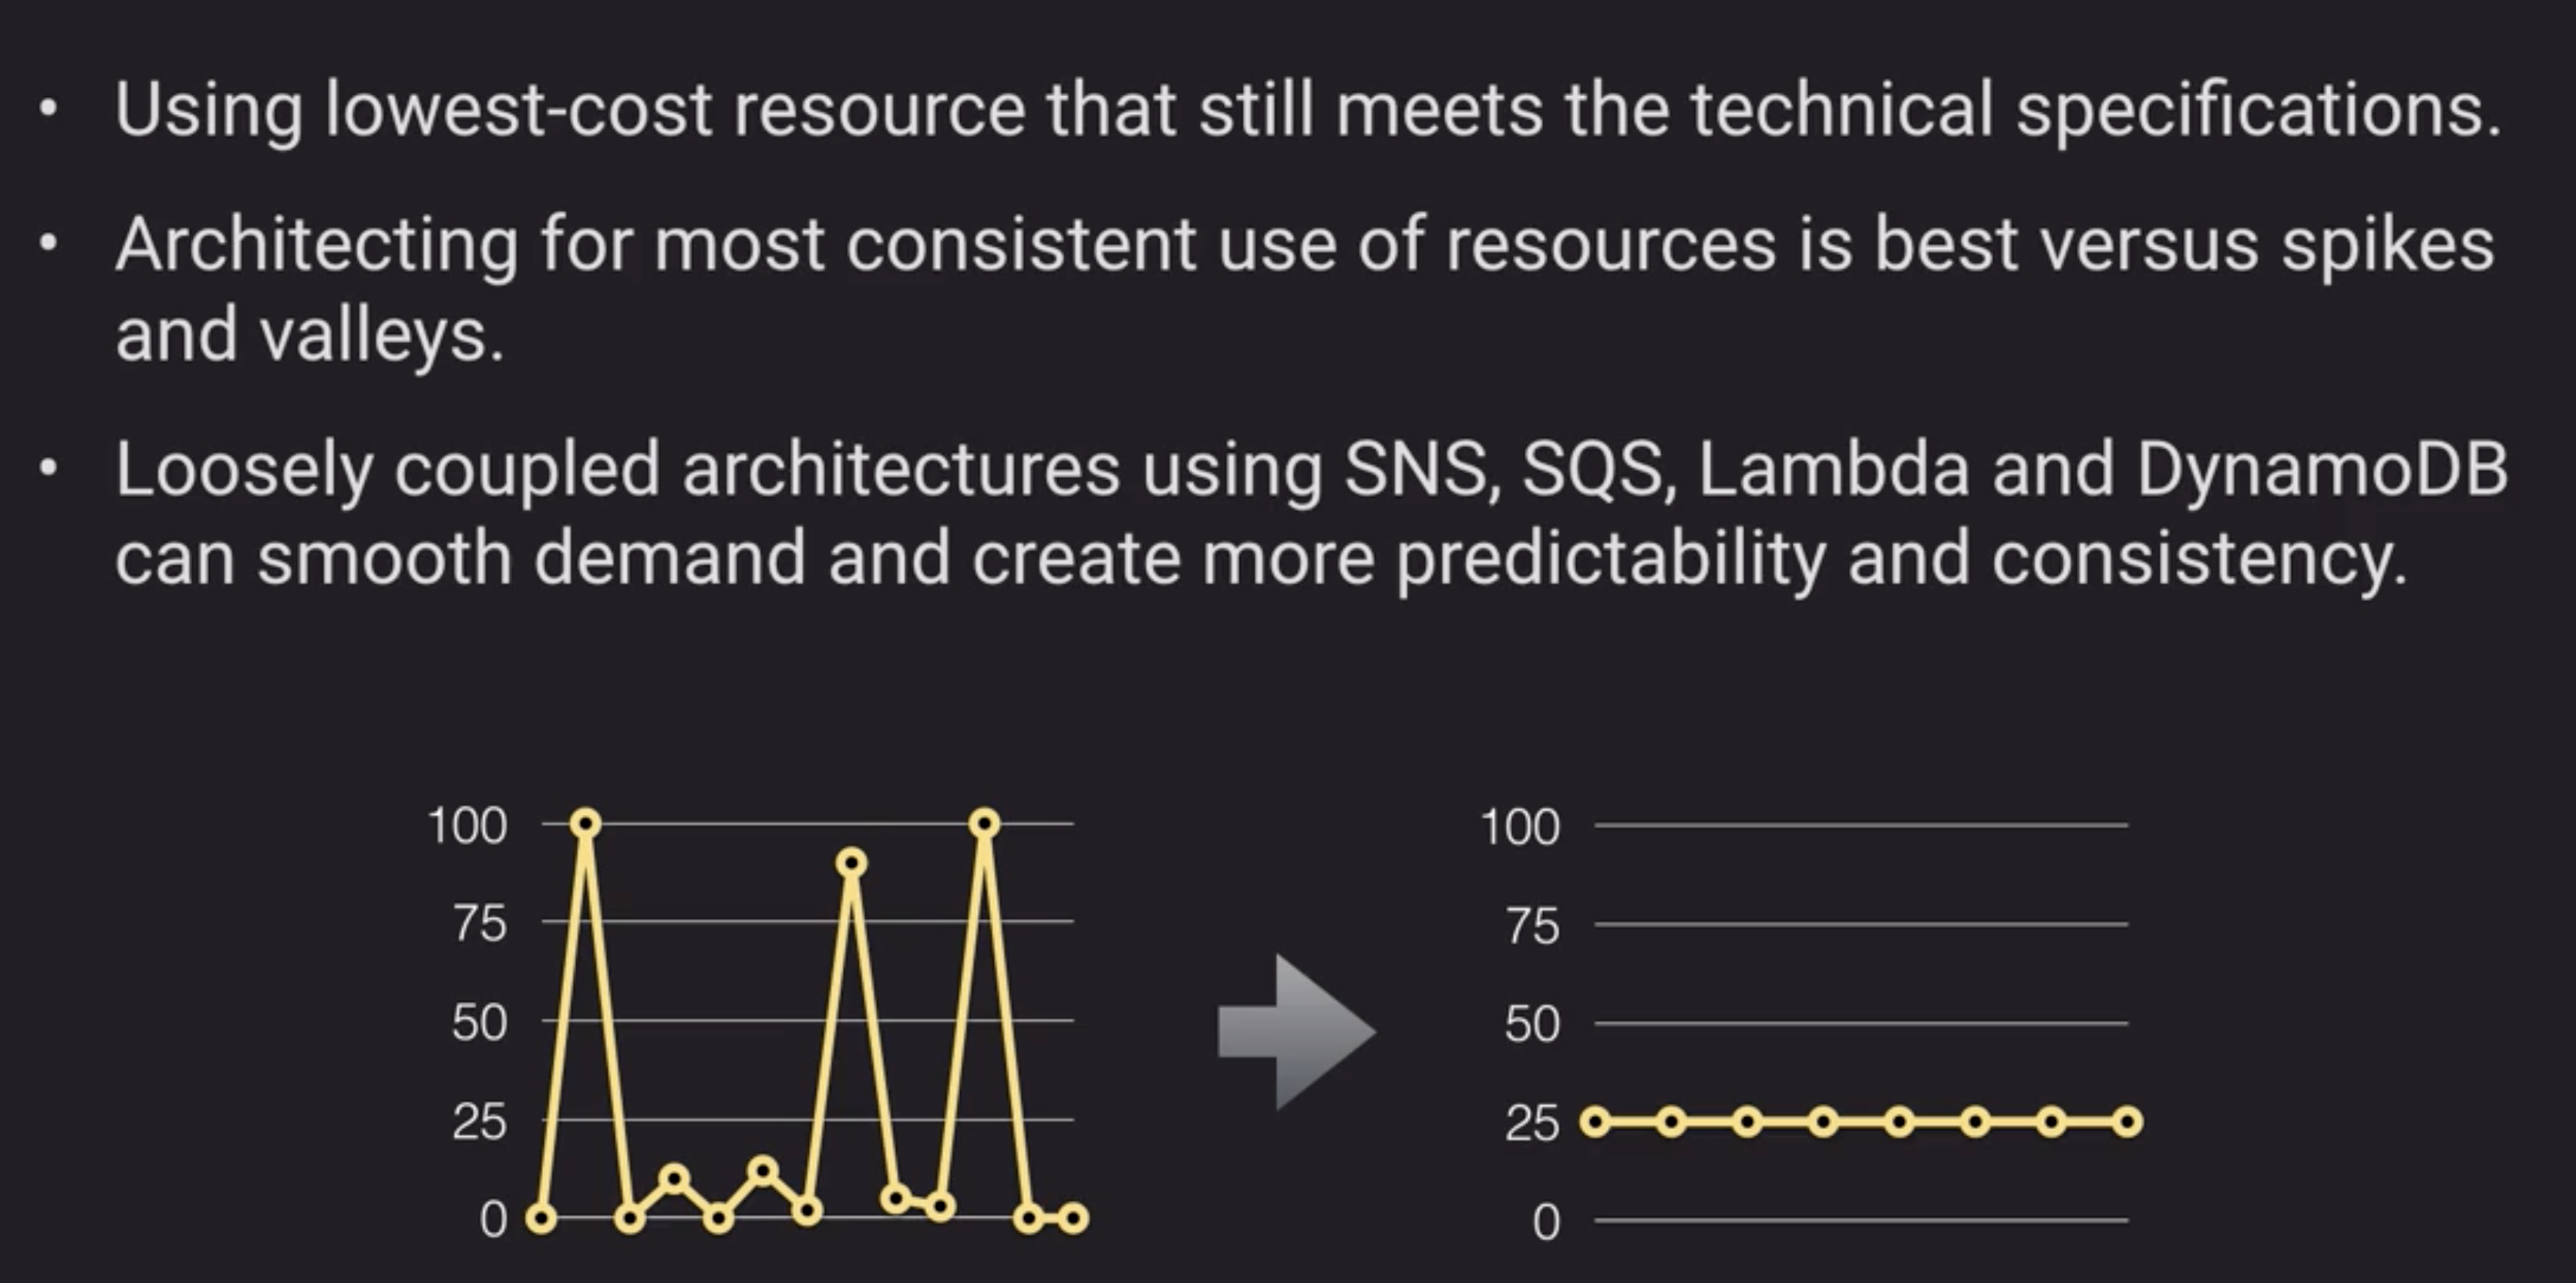 • Using lowest-cost resource that still meets the technical specifications.
• Architecting for most consistent use of resources is best versus spikes
and valleys.
• Loosely coupled architectures using SNS, SQS, Lambda and DynamoDB
can smooth demand and create more predictability and consistency.
100
75
50
25
0
100
75
50
25
0